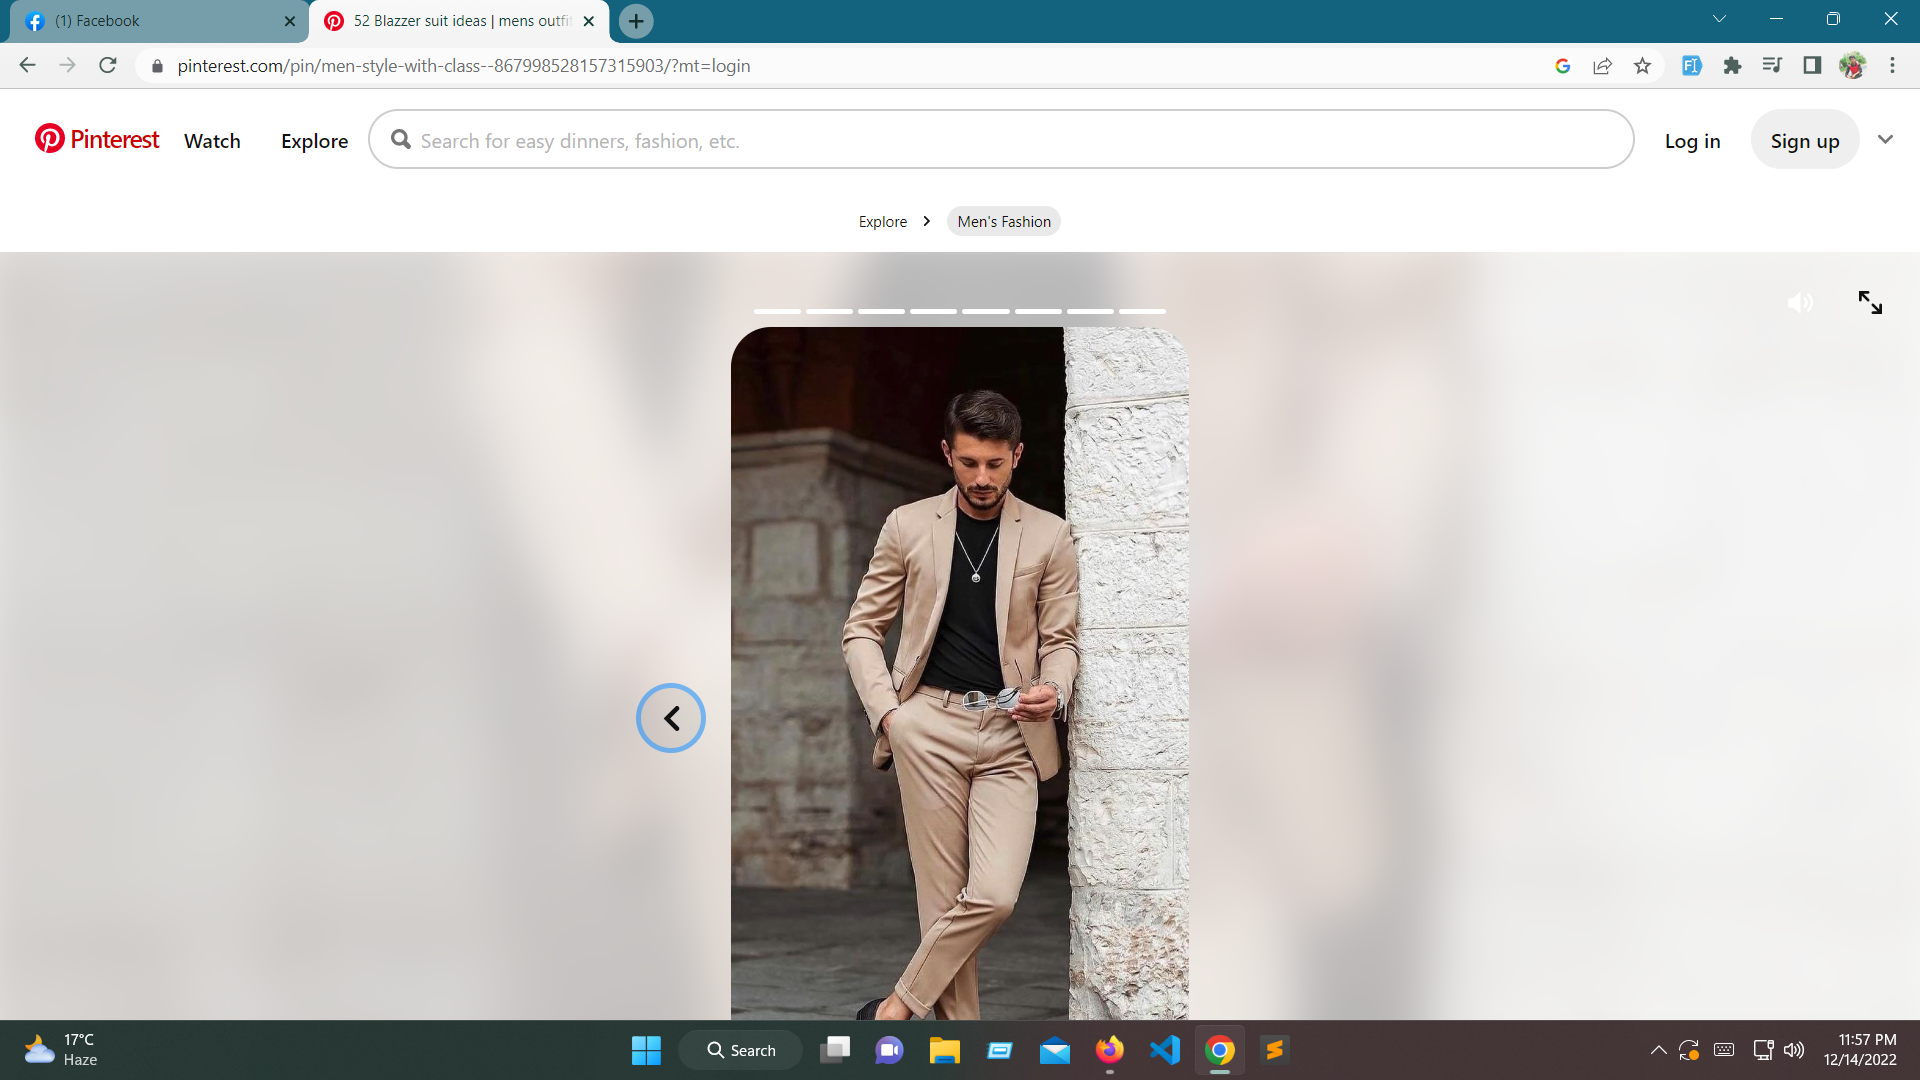 (1) Facebook
52 Blazzer suit ideas | mens outfi
pinterest.com/pin/men-style-with-class--867998528157315903/?mt=login
Pinterest
Watch
Explore
Search for easy dinners, fashion, etc.
Log in
Sign up
Explore
Men's Fashion
17°C
Haze
Search
11:57 PM
12/14/2022